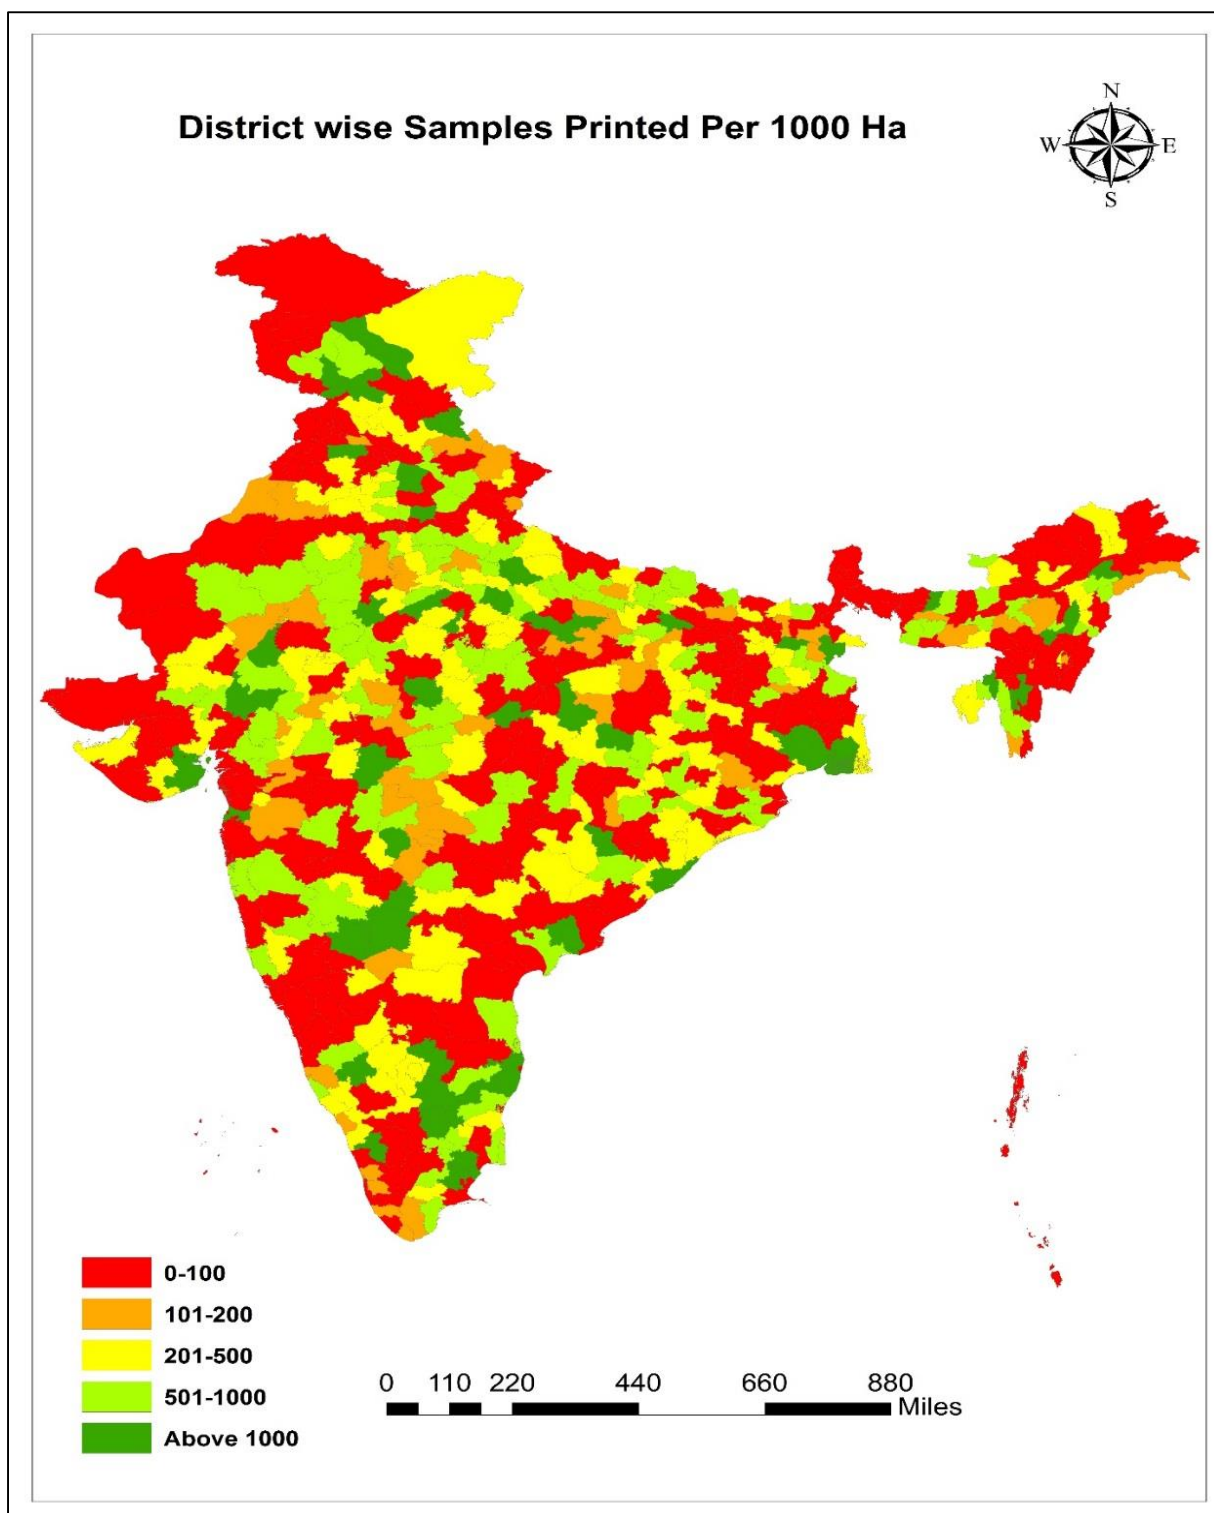 District wise Samples Printed Per 1000 Ha
N
W E
S
0-100
101-200
201-500
501-1000
Above 1000
0 110 220 440 660 880
Miles